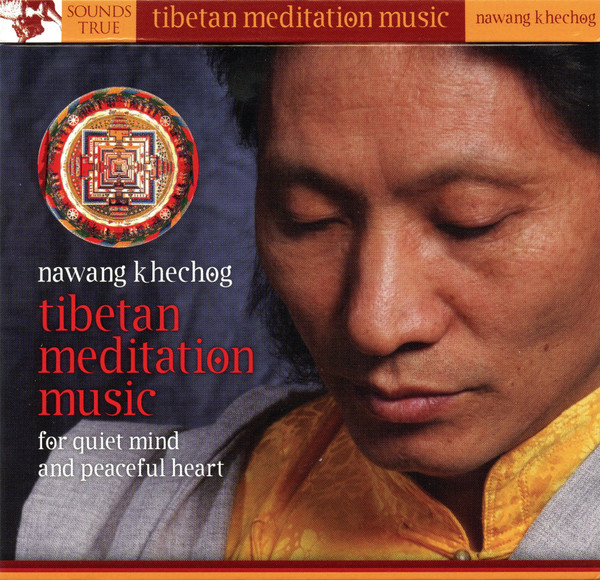 SOUNDS
TRUE
tibetan meditation music
nawang khechog
nawang khechog
tibetan
meditation
music
for quiet mind
and peaceful heart